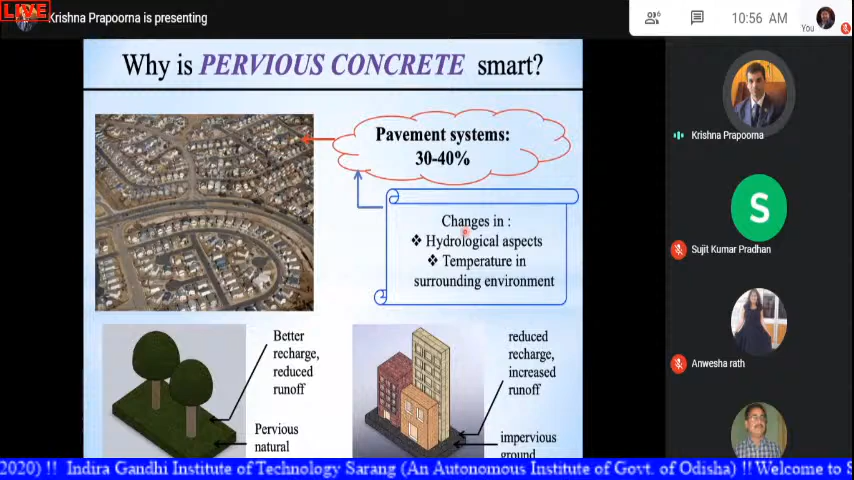 LIVE
Krishna Prapoorna is presenting
6
10:56 AM
You
Why is PERVIOUS CONCRETE smart?
Pavement systems:
30-40%
Changes in :
❖ Hydrological aspects
❖ Temperature in
surrounding environment
Better
recharge,
reduced
runoff
Pervious
natural
reduced
recharge,
increased
runoff
impervious
ground
Krishna Prapoorna
S
Sujit Kumar Pradhan
Anwesha rath
2020) !! Indira Gandhi Institute of Technology Sarang (An Autonomous Institute of Govt. of Odisha) !! Welcome to S